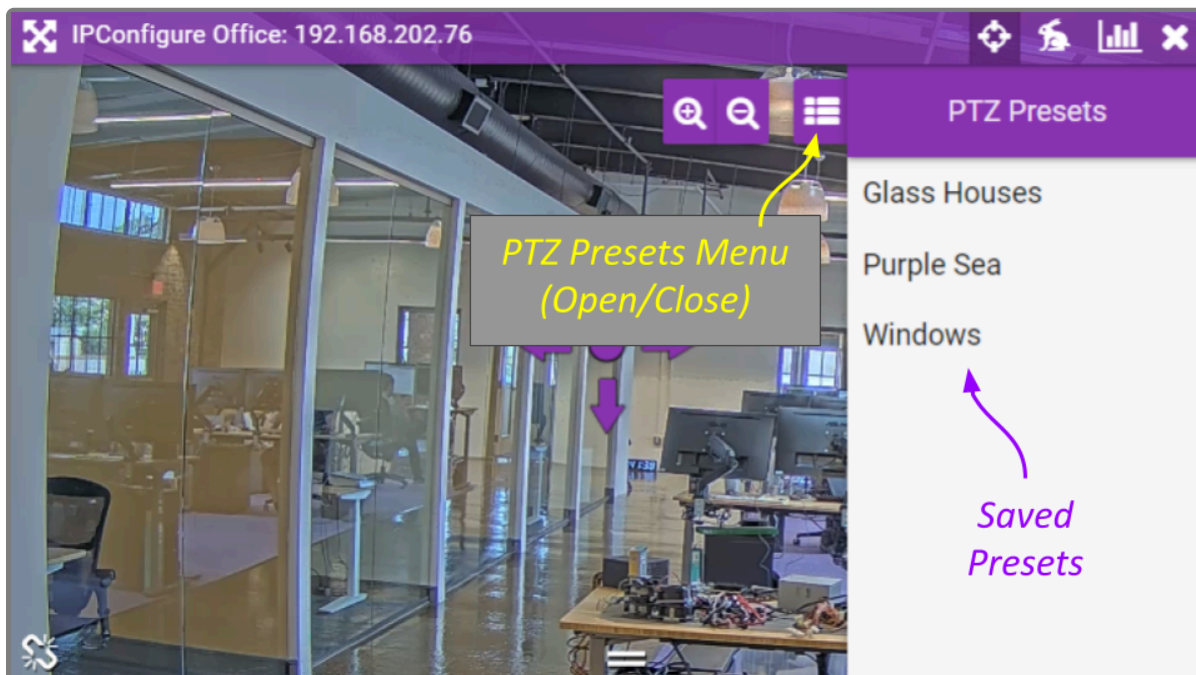 IPConfigure Office: 192.168.202.76
PTZ Presets
Glass Houses
Purple Sea
Windows
PTZ Presets Menu
(Open/Close)
Saved
Presets